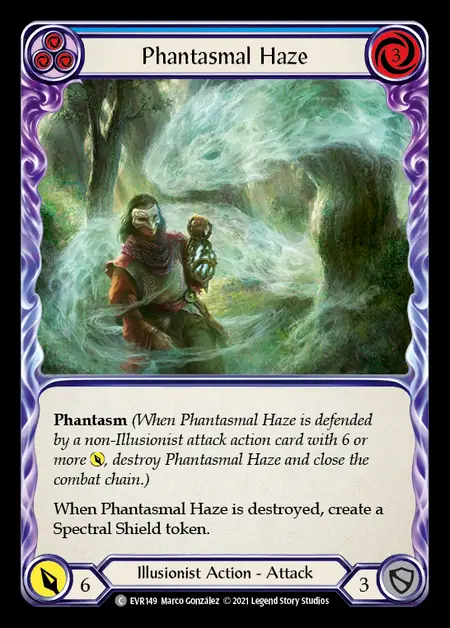 Phantasmal Haze
3
Phantasm (When Phantasmal Haze is defended
by a non-Illusionist attack action card with 6 or
more , destroy Phantasmal Haze and close the
combat chain.)
When Phantasmal Haze is destroyed, create a
Spectral Shield token.
6
Illusionist Action - Attack
3
C EVR149 Marco González © 2021 Legend Story Studios